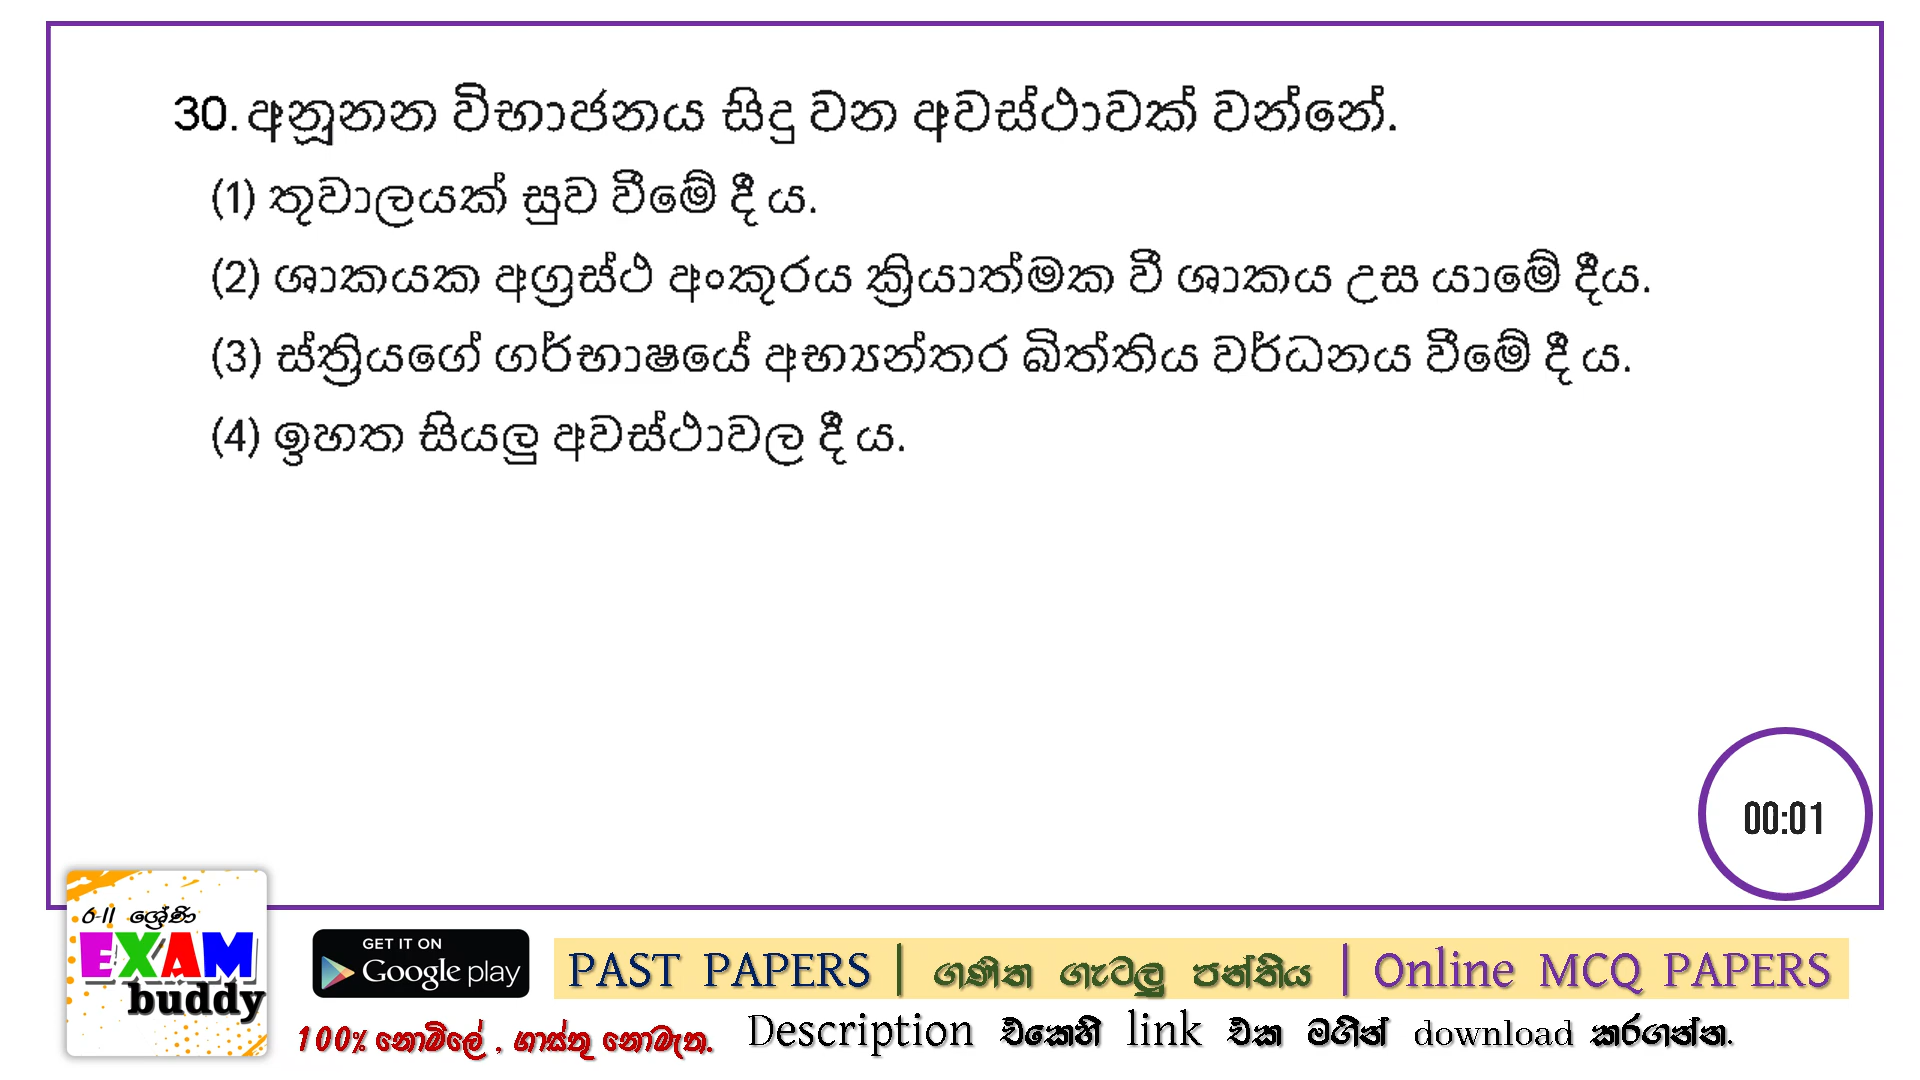 30. අනූනන විභාජනය සිදු වන අවස්ථාවක් වන්නේ.
(1) තුවාලයක් සුව වීමේ දී ය.
(2) ශාකයක අග්‍රස්ථ අංකුරය ක්‍රියාත්මක වී ශාකය උස යාමේ දීය.
(3) ස්ත්‍රියගේ ගර්භාෂයේ අභ්‍යන්තර බිත්තිය වර්ධනය වීමේ දී ය.
(4) ඉහත සියලු අවස්ථාවල දී ය.
00:01
6-11 ශ්‍රේණි
EXAM
buddy
GET IT ON
Google play
PAST PAPERS | ගණිත ගැටලු පන්තිය | Online MCQ PAPERS
100% නොමිලේ , ගාස්තු නොමැත.
Description එකෙහි link එක මගින් download කරගන්න.